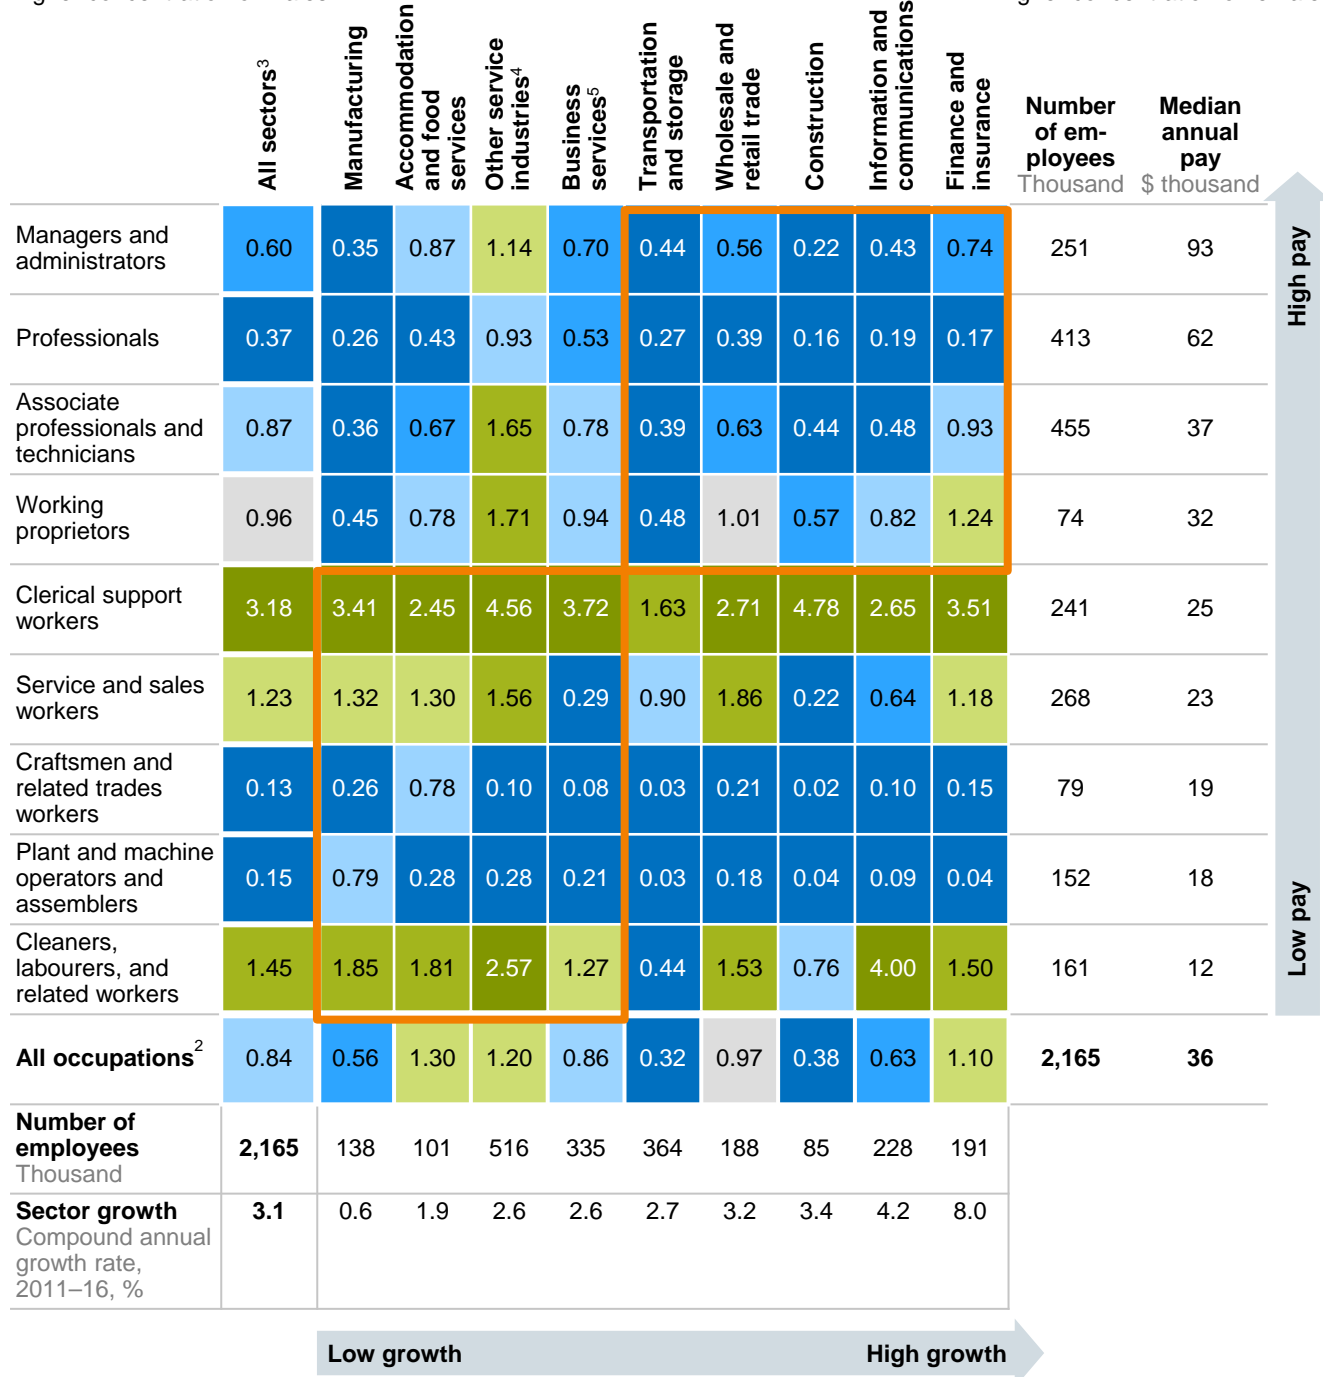 All sectors3
Manufacturing
Accommodation
and food
services
Other service
industries4
Business
services5
Transportation
and storage
Wholesale and
retail trade
Construction
Information and
communications
Finance and
insurance
Number
of em-
ployees
Thousand
Median
annual
pay
$ thousand
Managers and
administrators
0.60 0.35 0.87 1.14 0.70 0.44 0.56 0.22 0.43 0.74 251 93
Professionals 0.37 0.26 0.43 0.93 0.53 0.27 0.39 0.16 0.19 0.17 413 62
Associate
professionals and
technicians
0.87 0.36 0.67 1.65 0.78 0.39 0.63 0.44 0.48 0.93 455 37
Working
proprietors
0.96 0.45 0.78 1.71 0.94 0.48 1.01 0.57 0.82 1.24 74 32
Clerical support
workers
3.18 3.41 2.45 4.56 3.72 1.63 2.71 4.78 2.65 3.51 241 25
Service and sales
workers
1.23 1.32 1.30 1.56 0.29 0.90 1.86 0.22 0.64 1.18 268 23
Craftsmen and
related trades
workers
0.13 0.26 0.78 0.10 0.08 0.03 0.21 0.02 0.10 0.15 79 19
Plant and machine
operators and
assemblers
0.15 0.79 0.28 0.28 0.21 0.03 0.18 0.04 0.09 0.04 152 18
Cleaners,
labourers, and
related workers
1.45 1.85 1.81 2.57 1.27 0.44 1.53 0.76 4.00 1.50 161 12
All occupations2 0.84 0.56 1.30 1.20 0.86 0.32 0.97 0.38 0.63 1.10 2,165 36
Number of
employees
Thousand
2,165 138 101 516 335 364 188 85 228 191
Sector growth
Compound annual
growth rate,
2011–16, %
3.1 0.6 1.9 2.6 2.6 2.7 3.2 3.4 4.2 8.0
High pay
Low pay
Low growth High growth